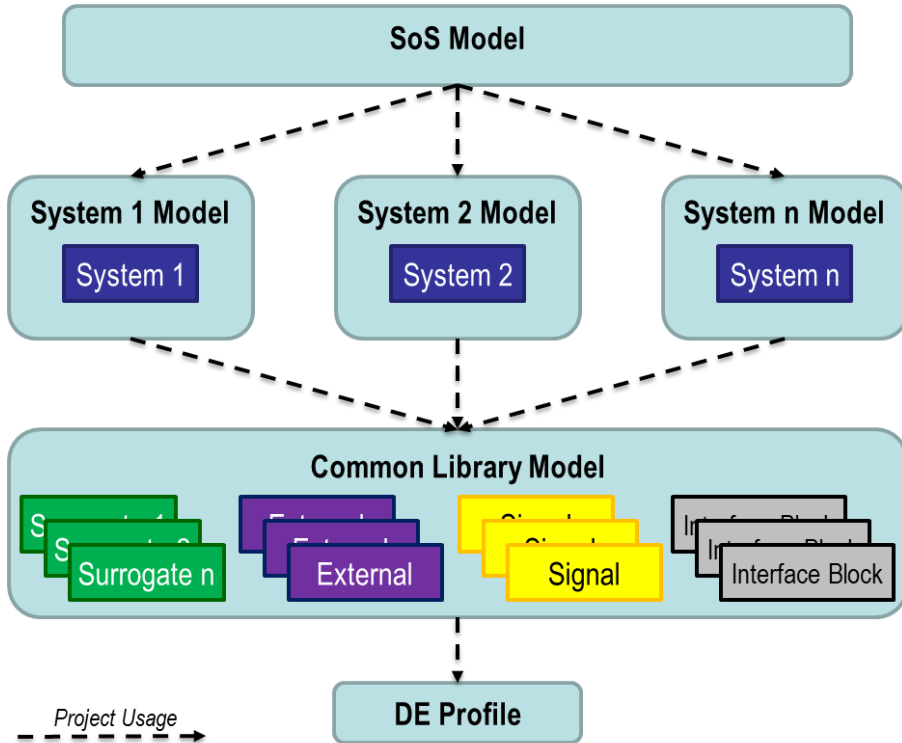 SoS Model
System 1 Model
System 2 Model
System n Model
System 1
System 2
System n
Common Library Model
Surrogate n
External
Signal
Interface Block
DE Profile
Project Usage